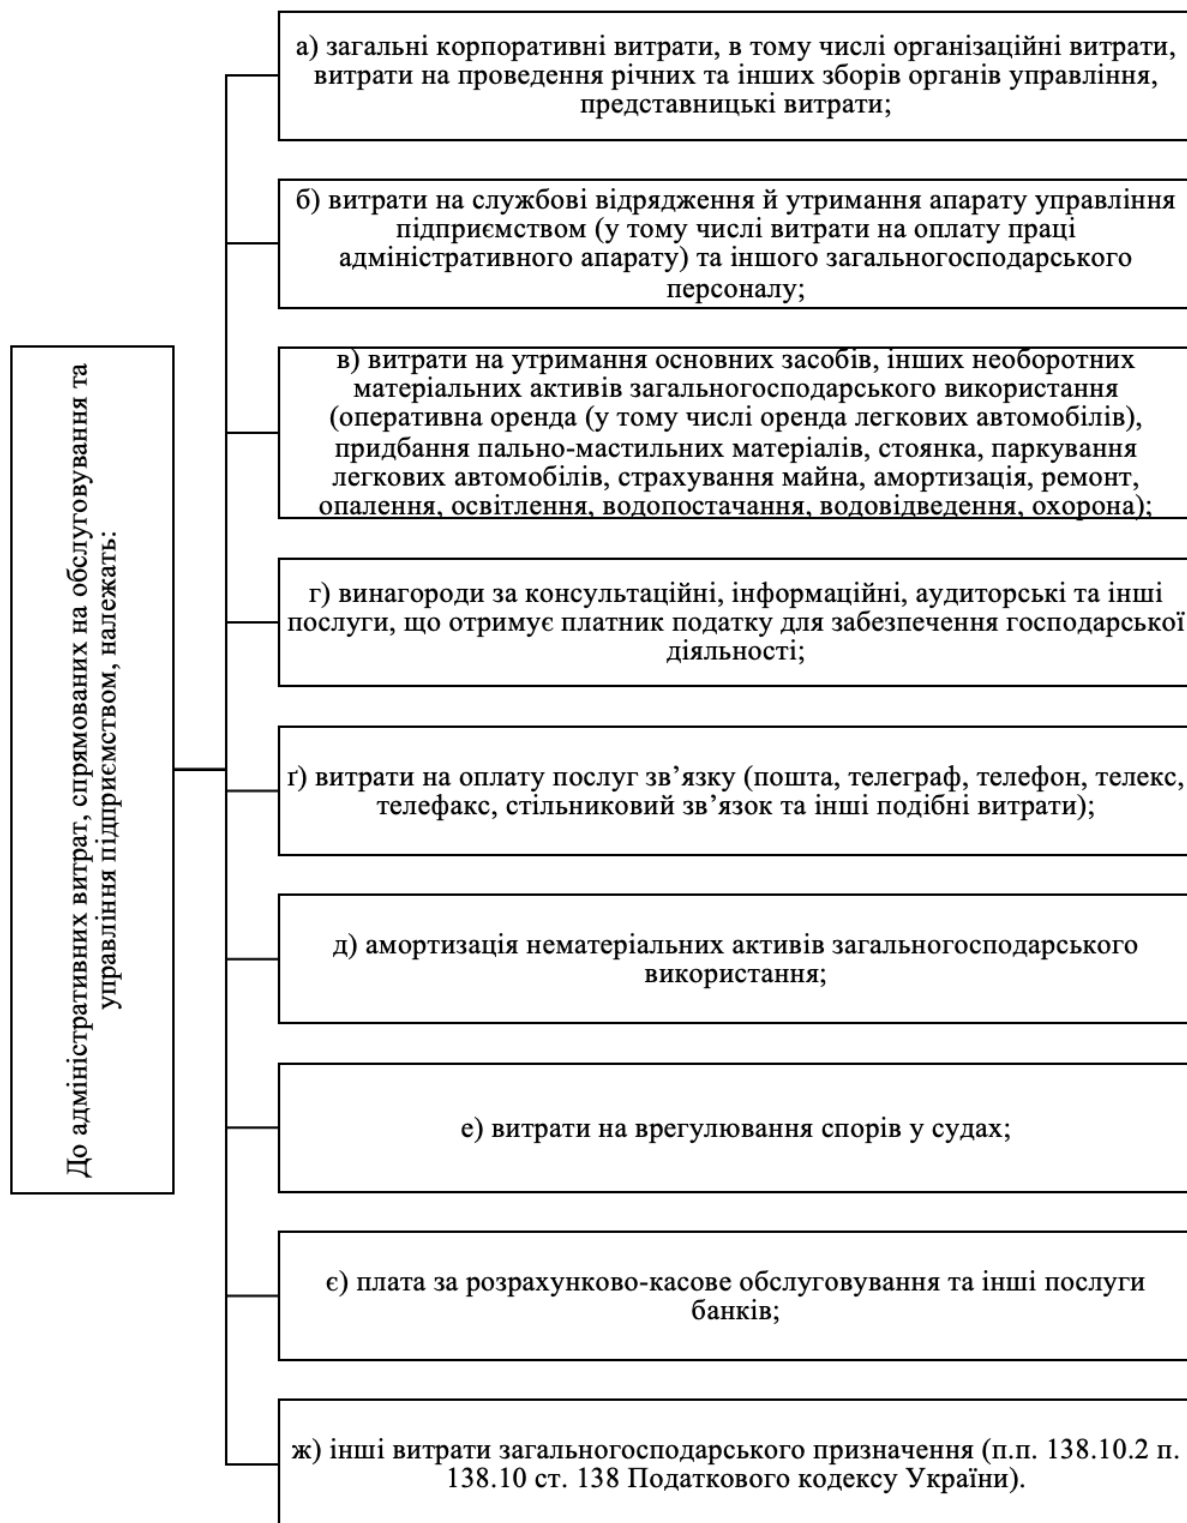 До адміністративних витрат, спрямованих на обслуговування та
управління підприємством, належать:
а) загальні корпоративні витрати, в тому числі організаційні витрати,
витрати на проведення річних та інших зборів органів управління,
представницькі витрати;
б) витрати на службові відрядження й утримання апарату управління
підприємством (у тому числі витрати на оплату праці
адміністративного апарату) та іншого загальногосподарського
персоналу;
в) витрати на утримання основних засобів, інших необоротних
матеріальних активів загальногосподарського використання
(оперативна оренда (у тому числі оренда легкових автомобілів),
придбання пально-мастильних матеріалів, стоянка, паркування
легкових автомобілів, страхування майна, амортизація, ремонт,
опалення, освітлення, водопостачання, водовідведення, охорона);
г) винагороди за консультаційні, інформаційні, аудиторські та інші
послуги, що отримує платник податку для забезпечення господарської
діяльності;
ґ) витрати на оплату послуг зв’язку (пошта, телеграф, телефон, телекс,
телефакс, стільниковий зв’язок та інші подібні витрати);
д) амортизація нематеріальних активів загальногосподарського
використання;
е) витрати на врегулювання спорів у судах;
є) плата за розрахунково-касове обслуговування та інші послуги
банків;
ж) інші витрати загальногосподарського призначення (п.п. 138.10.2 п.
138.10 ст. 138 Податкового кодексу України).